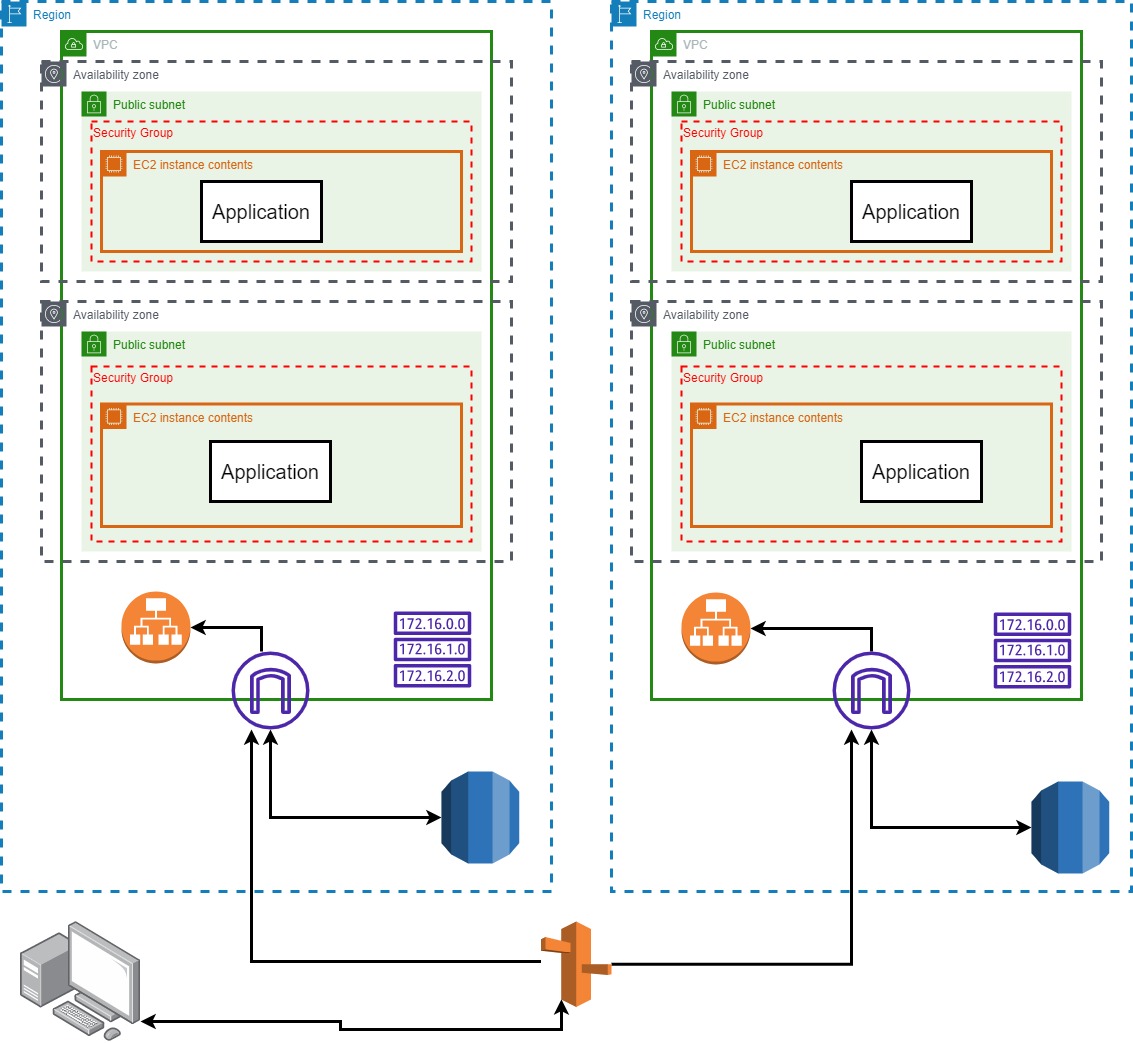 Region
VPC
Availability zone
Public subnet
Security Group
EC2 instance contents
Application
Availability zone
Public subnet
Security Group
EC2 instance contents
Application
172.16.0.0
172.16.1.0
172.16.2.0
Region
VPC
Availability zone
Public subnet
Security Group
EC2 instance contents
Application
Availability zone
Public subnet
Security Group
EC2 instance contents
Application
172.16.0.0
172.16.1.0
172.16.2.0